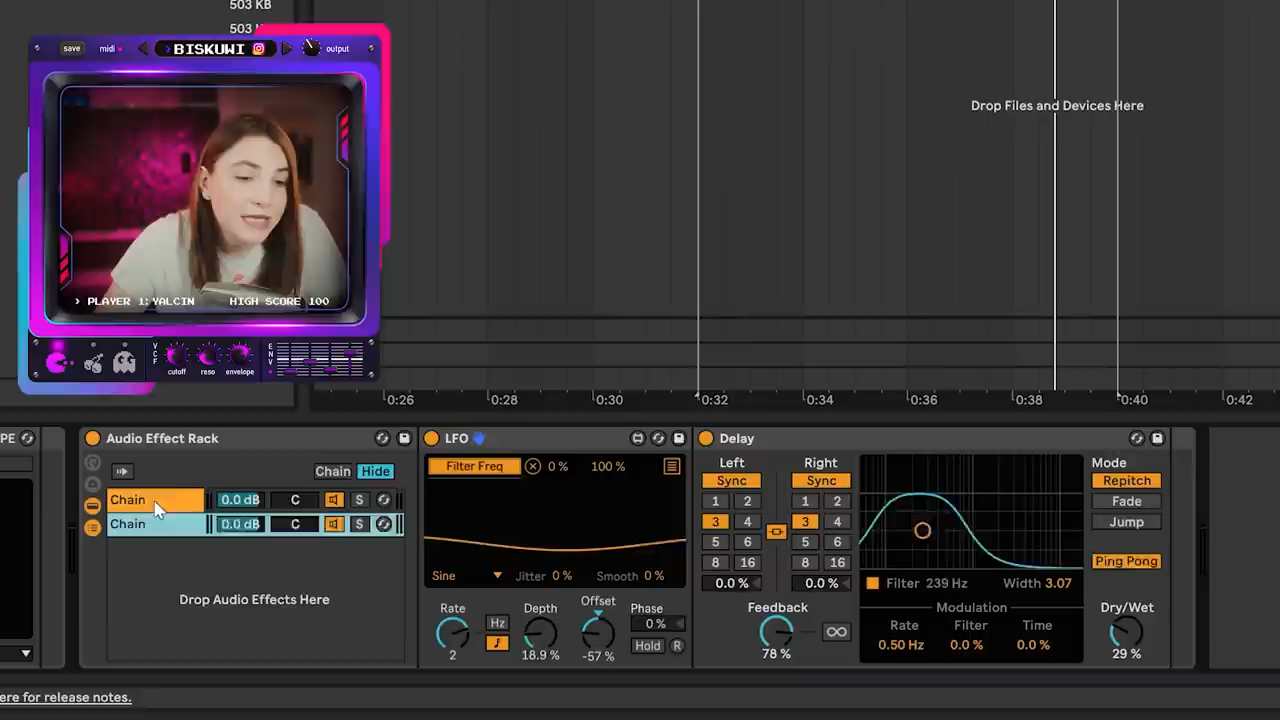 503 KB
503
save midi BISKUWI output
› PLAYER 1: YALCIN HIGH SCORE 100
VCF cutoff reso envelope ENV
Drop Files and Devices Here
0:26 0:28 0:30 0:32 0:34 0:36 0:38 0:40 0:42
PE Audio Effect Rack LFO Delay
Chain Hide
Chain 0.0 dB C S
Chain 0.0 dB C S
Drop Audio Effects Here
Filter Freq 0 % 100 %
Sine Jitter 0 % Smooth 0 %
Rate Hz Depth Offset Phase
0 %
Hold R
2 18.9 % -57 %
Left Right
Sync Sync
1 2 1 2
3 4 3 4
5 6 5 6
8 16 8 16
0.0 % 0.0 %
Feedback
78 %
Filter 239 Hz Width 3.07
Modulation
Rate Filter Time
0.50 Hz 0.0 % 0.0 %
Mode
Repitch
Fade
Jump
Ping Pong
Dry/Wet
29 %
ere for release notes.